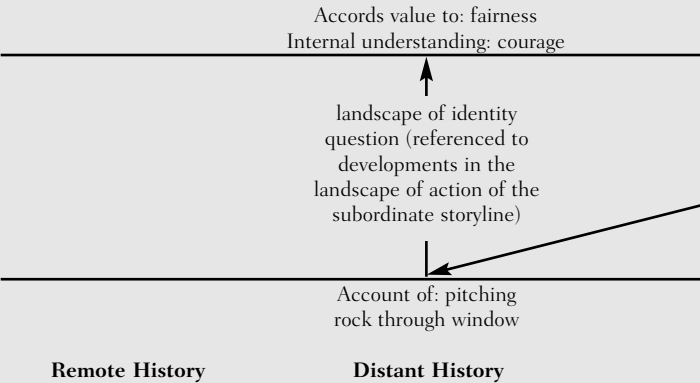 Accords value to: fairness
Internal understanding: courage
landscape of identity
question (referenced to
developments in the
landscape of action of the
subordinate storyline)
Account of: pitching
rock through window
Remote History
Distant History